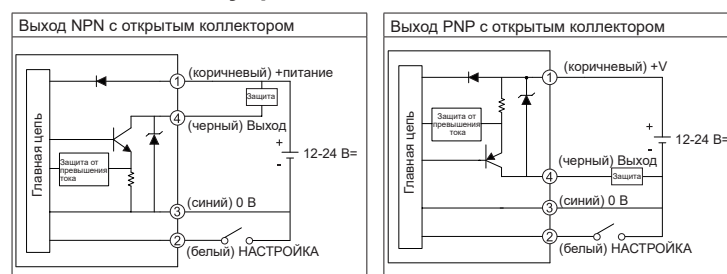 Выход NPN с открытым коллектором
Главная цепь
Защита от
превышения
тока
1
(коричневый) +питание
Защита
4
(черный) Выход
+
-
12-24 В=
3
(синий) 0 В
2
(белый) НАСТРОЙКА
Выход PNP с открытым коллектором
Главная цепь
Защита от
превышения
тока
1
(коричневый) +V
+
-
12-24 В=
(черный) Выход
4
Защита
3
(синий) 0 В
2
(белый) НАСТРОЙКА